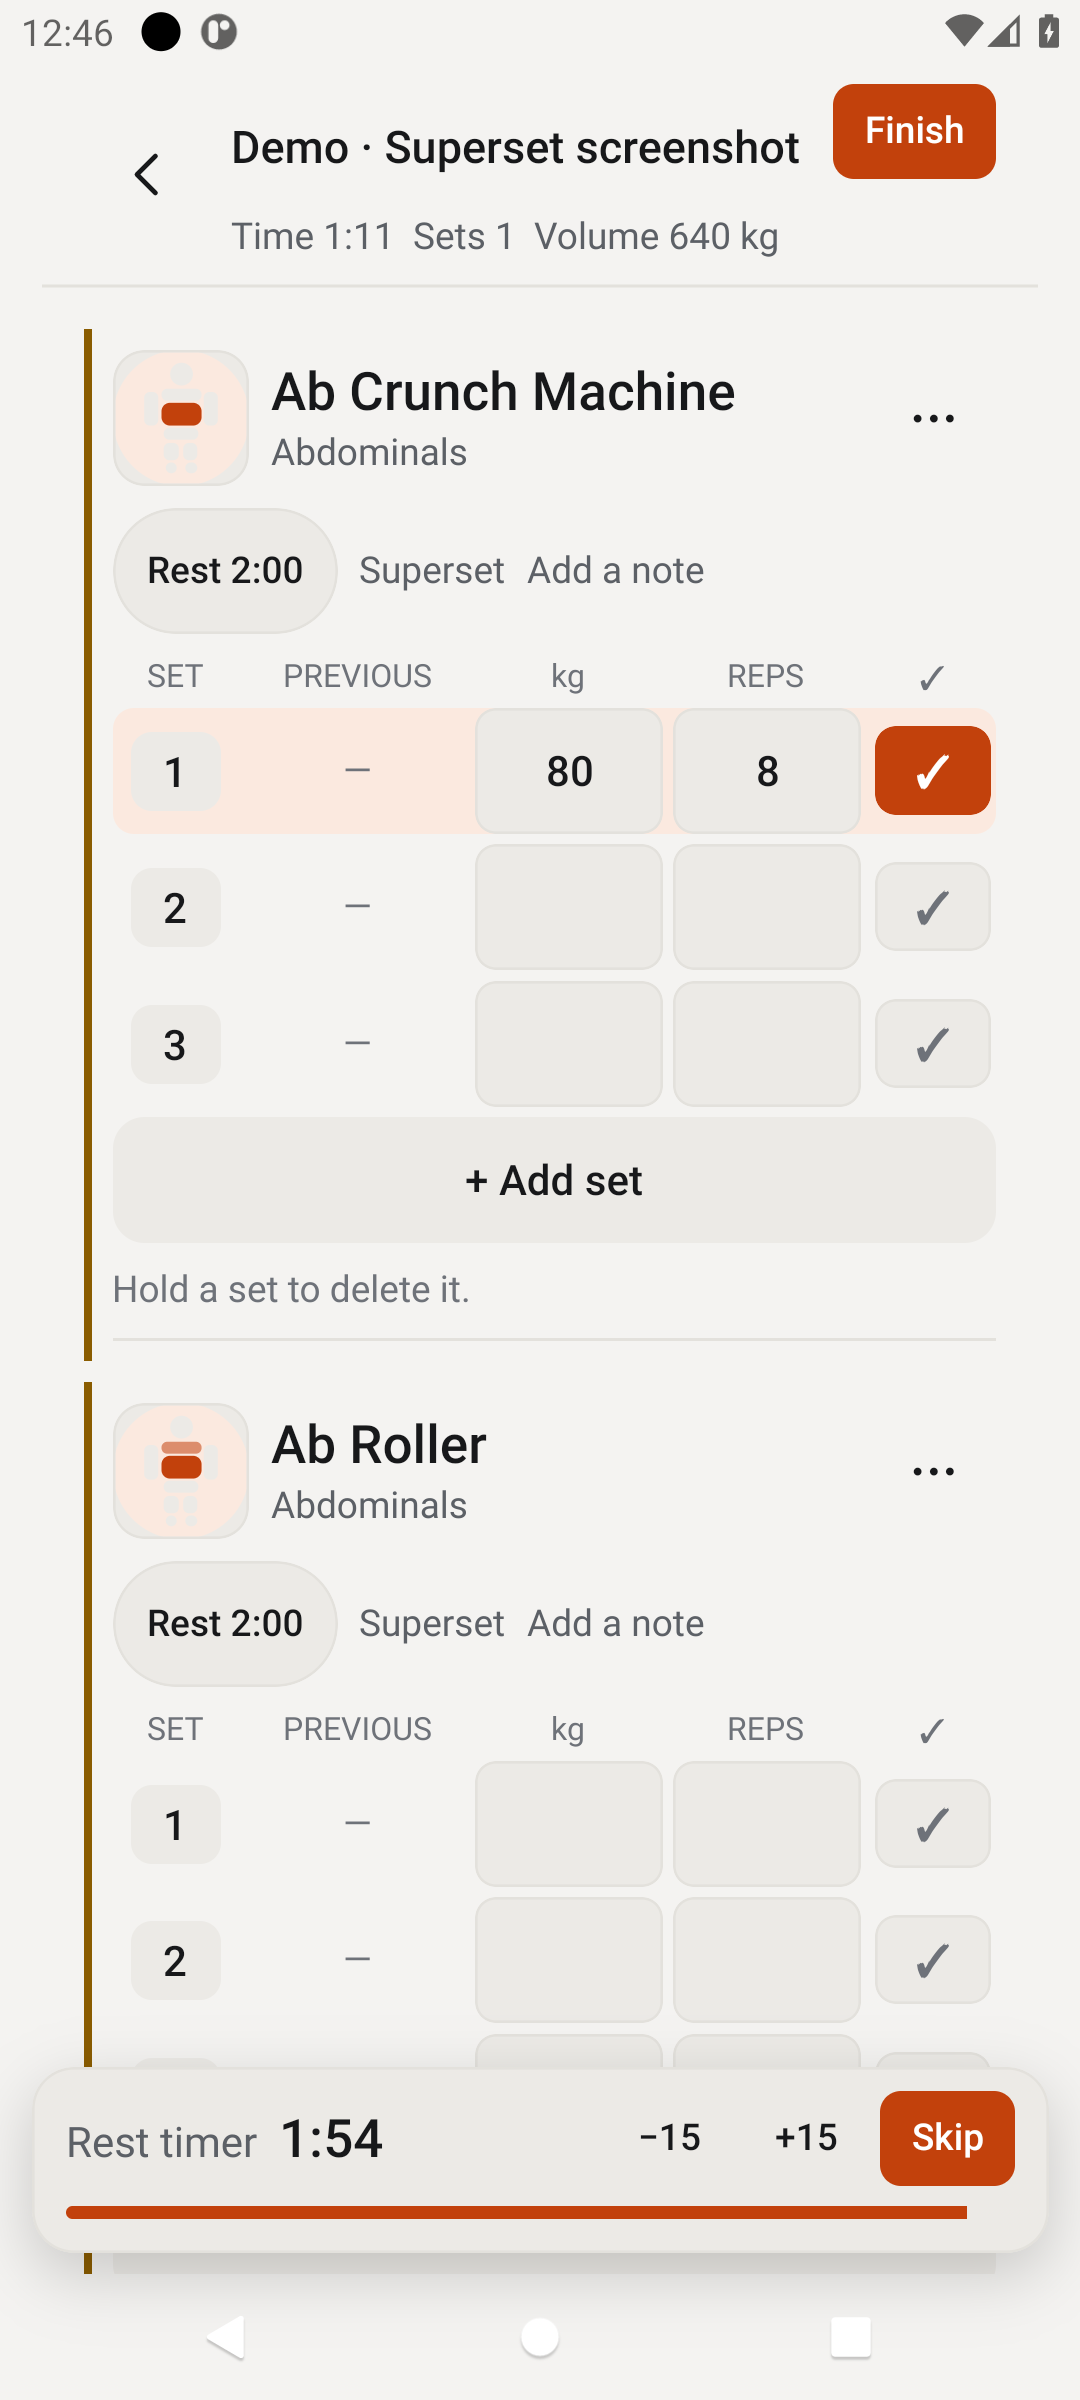 12:46
Demo · Superset screenshot
Finish
Time 1:11 Sets 1 Volume 640 kg
Ab Crunch Machine
...
Abdominals
Rest 2:00 Superset Add a note
SET PREVIOUS kg REPS ✓
1 – 80 8 ✓
2 – ✓
3 – ✓
+ Add set
Hold a set to delete it.
Ab Roller
...
Abdominals
Rest 2:00 Superset Add a note
SET PREVIOUS kg REPS ✓
1 – ✓
2 – ✓
Rest timer 1:54 −15 +15 Skip